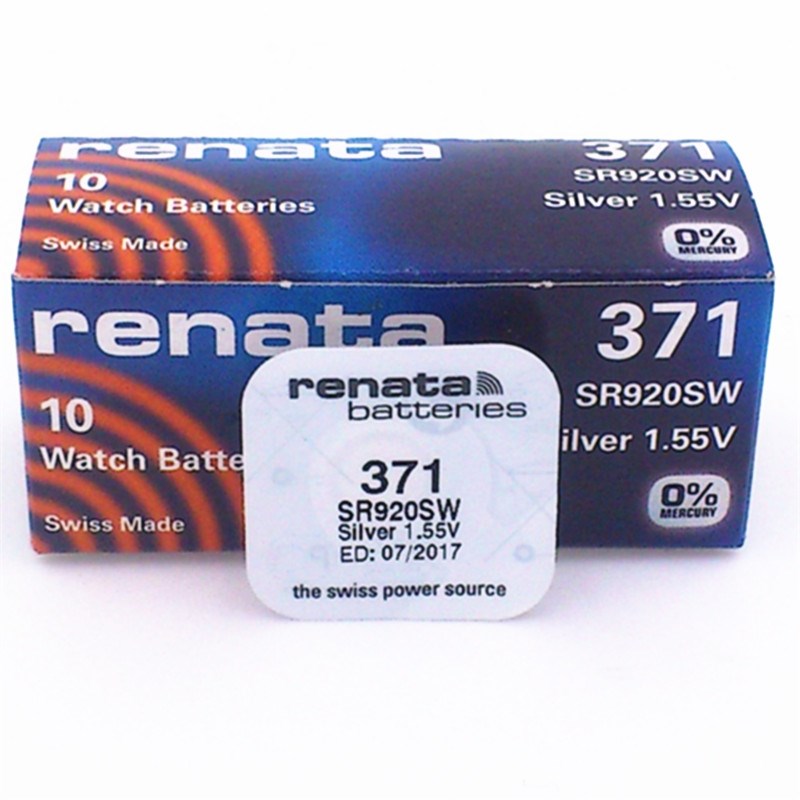 renata
371
10
SR920SW
Watch Batteries
Silver 1.55V
Swiss Made
0%
MERCURY
renata
371
10
SR920SW
Watch Batte
ilver 1.55V
Swiss Made
0%
MERCURY
renata
batteries
371
SR920SW
Silver 1.55V
ED: 07/2017
the swiss power source